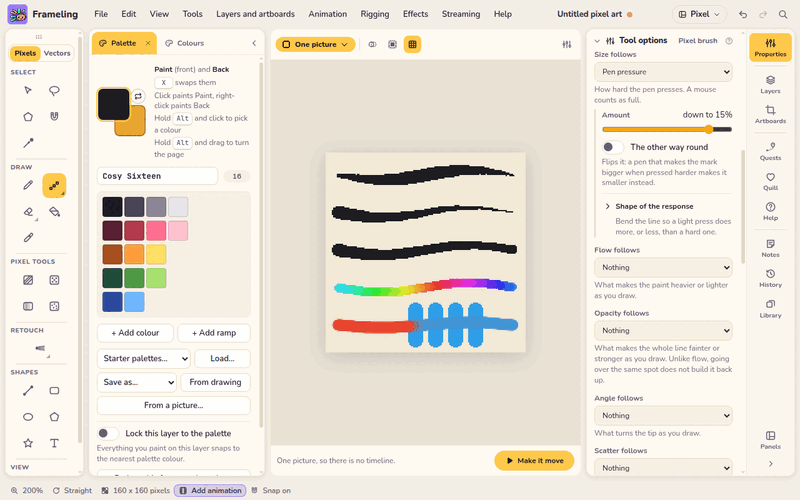 Frameling
File
Edit
View
Tools
Layers and artboards
Animation
Rigging
Effects
Streaming
Help
Untitled pixel art
Pixel
Pixels
Vectors
SELECT
DRAW
PIXEL TOOLS
RETOUCH
SHAPES
VIEW
Palette
Colours
Paint (front) and Back
X swaps them
Click paints Paint, right-
click paints Back
Hold Alt and click to pick
a colour
Hold Alt and drag to turn
the page
Cosy Sixteen
16
+ Add colour
+ Add ramp
Starter palettes...
Load...
Save as...
From drawing
From a picture...
Lock this layer to the palette
Everything you paint on this layer snaps to
the nearest palette colour.
One picture
One picture, so there is no timeline.
Make it move
Tool options
Pixel brush
Size follows
Pen pressure
How hard the pen presses. A mouse
counts as full.
Amount
down to 15%
The other way round
Flips it: a pen that makes the mark
bigger when pressed harder makes it
smaller instead.
Shape of the response
Bend the line so a light press does
more, or less, than a hard one.
Flow follows
Nothing
What makes the paint heavier or lighter
as you draw.
Opacity follows
Nothing
What makes the whole line fainter or
stronger as you draw. Unlike flow, going
over the same spot does not build it back
up.
Angle follows
Nothing
What turns the tip as you draw.
Scatter follows
Nothing
Properties
Layers
Artboards
Quests
Quill
Help
Notes
History
Library
Panels
200%
Straight
160 x 160 pixels
Add animation
Snap on